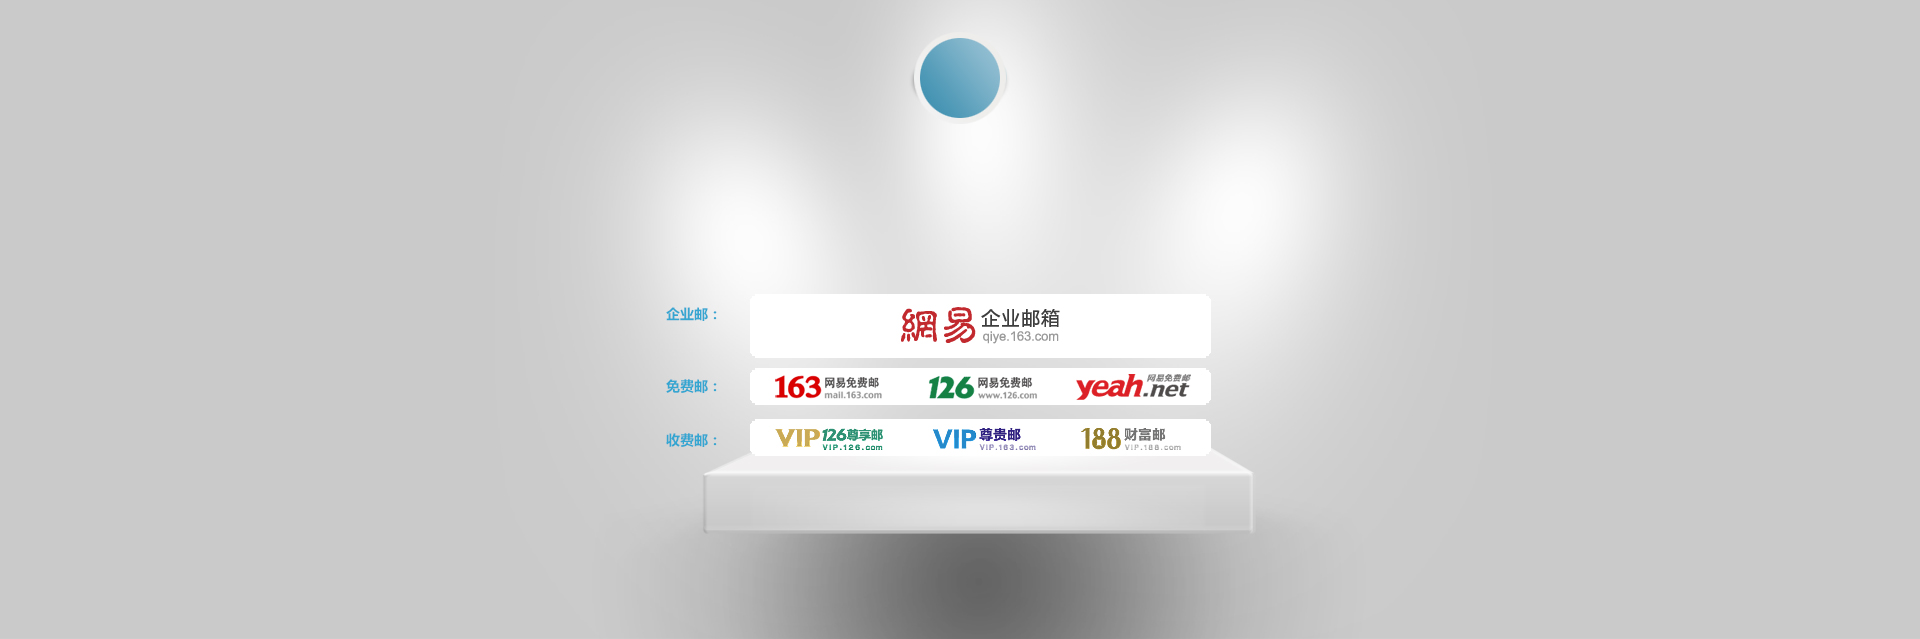 企业邮：
網易 企业邮箱
qiye.163.com
免费邮：
163 网易免费邮
mail.163.com
126 网易免费邮
www.126.com
yeah.net 网易免费邮
收费邮：
VIP 126尊享邮
VIP.126.com
VIP 尊贵邮
VIP.163.com
188 财富邮
VIP.188.com